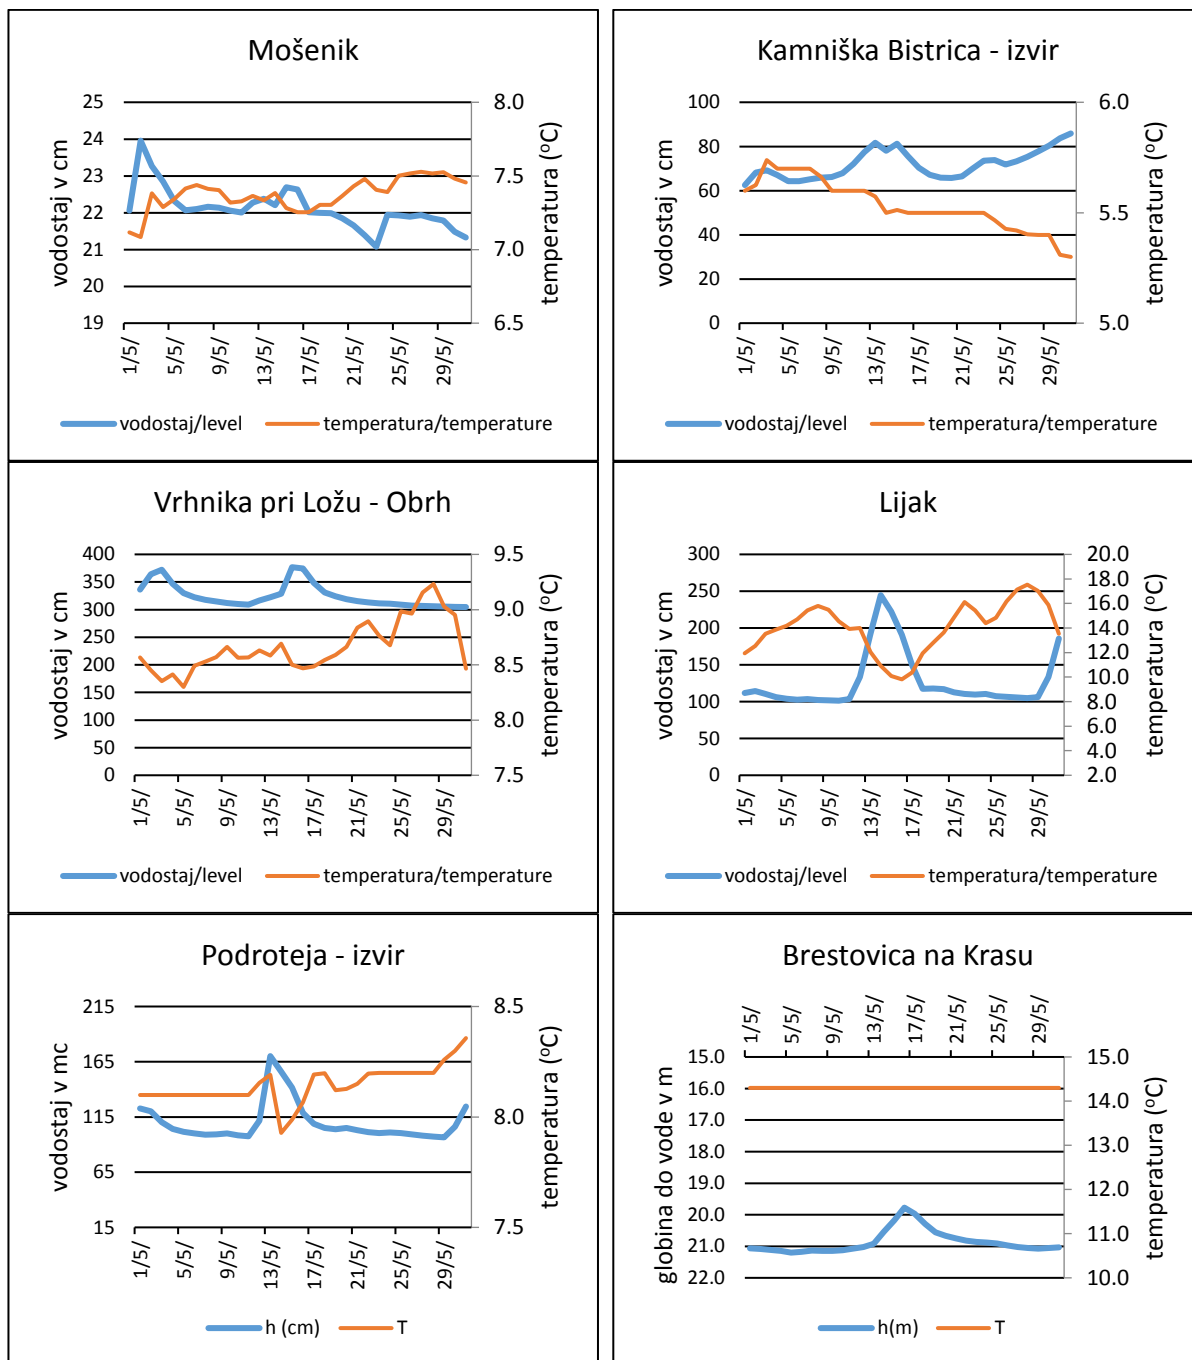 Mošenik
vodostaj v cm
25
24
23
22
21
20
19
8.0
7.5
7.0
6.5
temperatura (°C)
1/5/ 5/5/ 9/5/ 13/5/ 17/5/ 21/5/ 25/5/ 29/5/
vodostaj/level temperatura/temperature
Kamniška Bistrica - izvir
vodostaj v cm
100
80
60
40
20
0
6.0
5.5
5.0
temperatura (°C)
1/5/ 5/5/ 9/5/ 13/5/ 17/5/ 21/5/ 25/5/ 29/5/
vodostaj/level temperatura/temperature
Vrhnika pri Ložu - Obrh
vodostaj v cm
400
350
300
250
200
150
100
50
0
9.5
9.0
8.5
8.0
7.5
temperatura (°C)
1/5/ 5/5/ 9/5/ 13/5/ 17/5/ 21/5/ 25/5/ 29/5/
vodostaj/level temperatura/temperature
Lijak
vodostaj v cm
300
250
200
150
100
50
0
20.0
18.0
16.0
14.0
12.0
10.0
8.0
6.0
4.0
2.0
temperatura (°C)
1/5/ 5/5/ 9/5/ 13/5/ 17/5/ 21/5/ 25/5/ 29/5/
vodostaj/level temperatura/temperature
Podroteja - izvir
vodostaj v mc
215
165
115
65
15
8.5
8.0
7.5
temperatura (°C)
1/5/ 5/5/ 9/5/ 13/5/ 17/5/ 21/5/ 25/5/ 29/5/
h (cm) T
Brestovica na Krasu
1/5/ 5/5/ 9/5/ 13/5/ 17/5/ 21/5/ 25/5/ 29/5/
globina do vode v m
15.0
16.0
17.0
18.0
19.0
20.0
21.0
22.0
15.0
14.0
13.0
12.0
11.0
10.0
temperatura (°C)
h(m) T